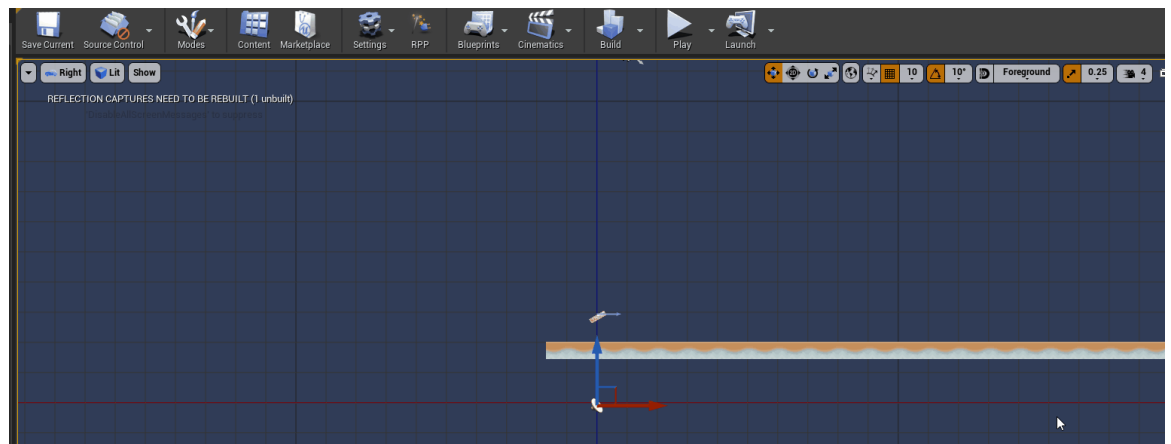 Save Current Source Control Modes Content Marketplace Settings RPP Blueprints Cinematics Build Play Launch
Right Lit Show 10 10° Foreground 0.25 4
REFLECTION CAPTURES NEED TO BE REBUILT (1 unbuilt)